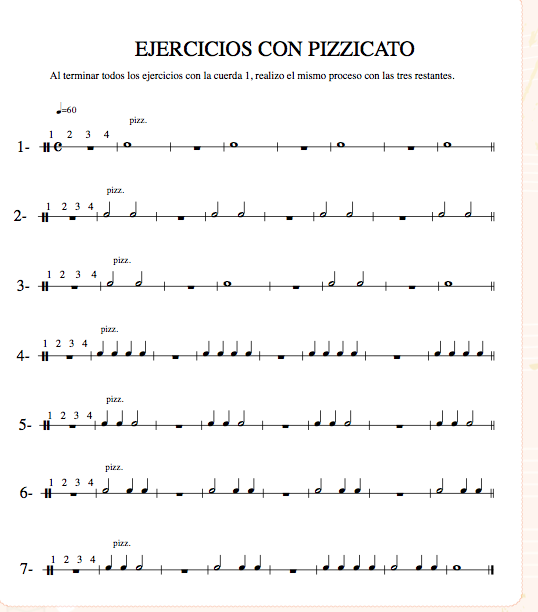 EJERCICIOS CON PIZZICATO
Al terminar todos los ejercicios con la cuerda 1, realizo el mismo proceso con las tres restantes.
♩=60
pizz.
1 2 3 4
1-
pizz.
1 2 3 4
2-
pizz.
1 2 3 4
3-
pizz.
1 2 3 4
4-
pizz.
1 2 3 4
5-
pizz.
1 2 3 4
6-
pizz.
1 2 3 4
7-